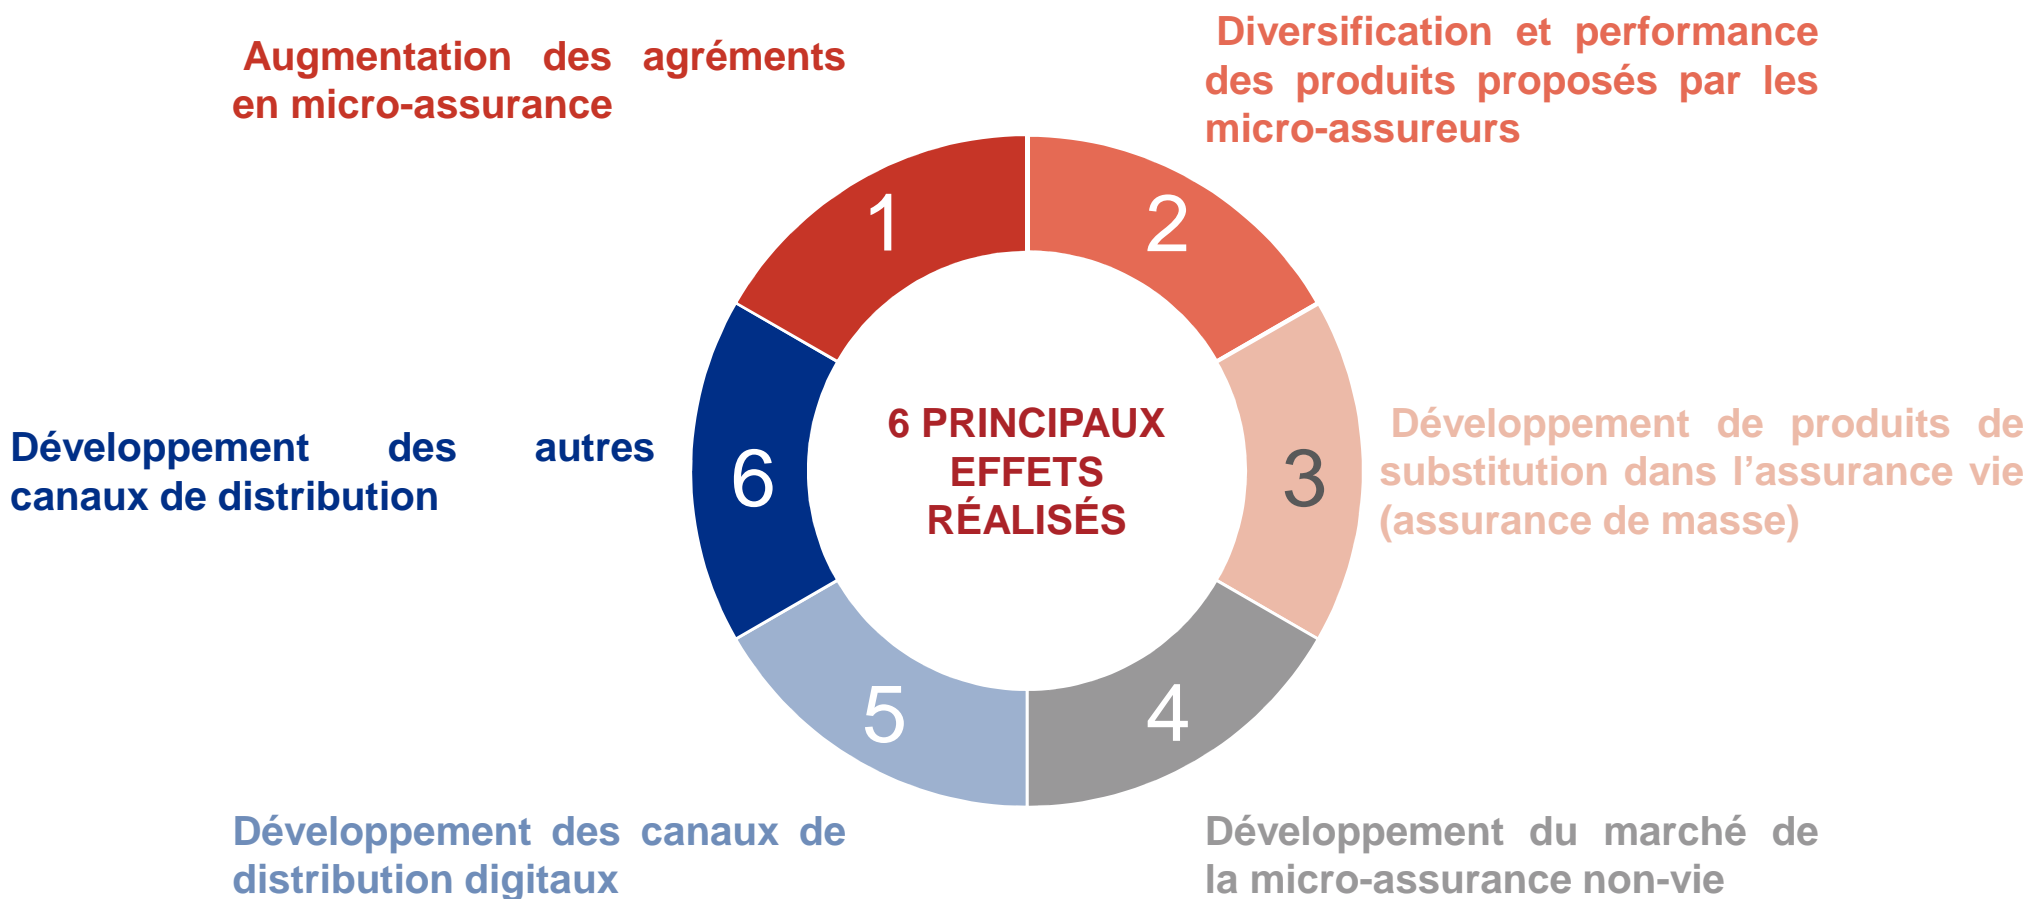 Augmentation des agréments
en micro-assurance
1
Diversification et performance
des produits proposés par les
micro-assureurs
2
6 PRINCIPAUX
EFFETS
RÉALISÉS
3
Développement de produits de
substitution dans l’assurance vie
(assurance de masse)
4
Développement du marché de
la micro-assurance non-vie
5
Développement des canaux de
distribution digitaux
6
Développement des autres
canaux de distribution